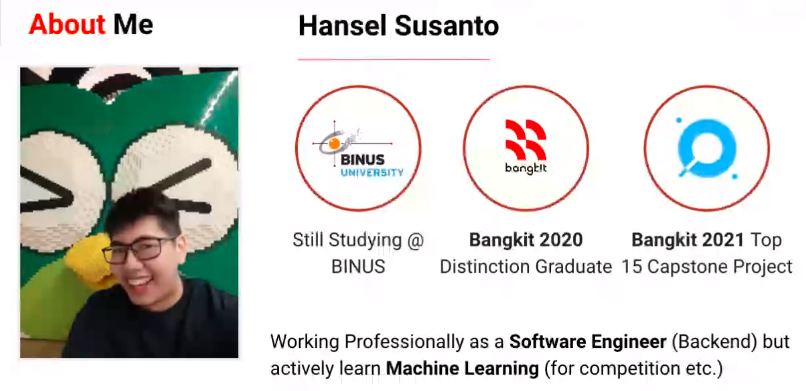 About Me
Hansel Susanto
BINUS
UNIVERSITY
bangkit
Still Studying @
BINUS
Bangkit 2020
Distinction Graduate
Bangkit 2021 Top
15 Capstone Project
Working Professionally as a Software Engineer (Backend) but
actively learn Machine Learning (for competition etc.)